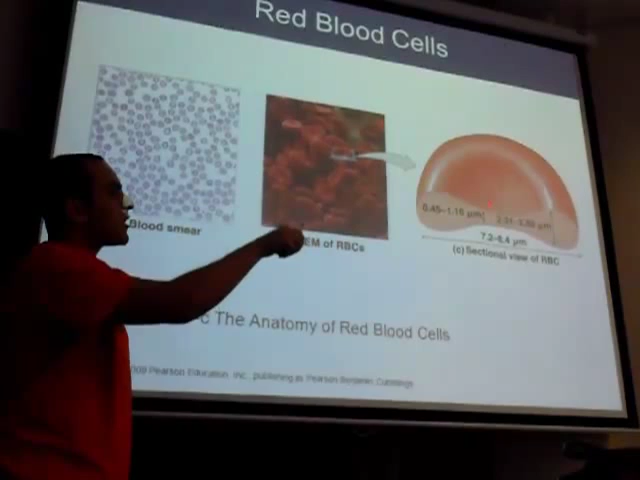 Red Blood Cells
Blood smear
EM of RBCs
0.45–1.16 µm
2.31–2.85 µm
7.2–8.4 µm
(c) Sectional view of RBC
c The Anatomy of Red Blood Cells
009 Pearson Education, Inc., publishing as Pearson Benjamin Cummings